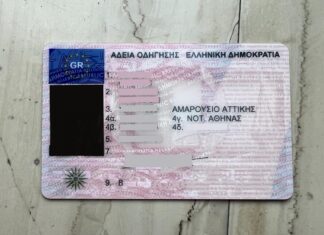 GR
ΑΔΕΙΑ ΟΔΗΓΗΣΗΣ ΕΛΛΗΝΙΚΗ ΔΗΜΟΚΡΑΤΙΑ
1.
2.
3. ΑΜΑΡΟΥΣΙΟ ΑΤΤΙΚΗΣ
4α. 4γ. ΝΟΤ. ΑΘΗΝΑΣ
4β. 4δ.
5.
7.
9. B